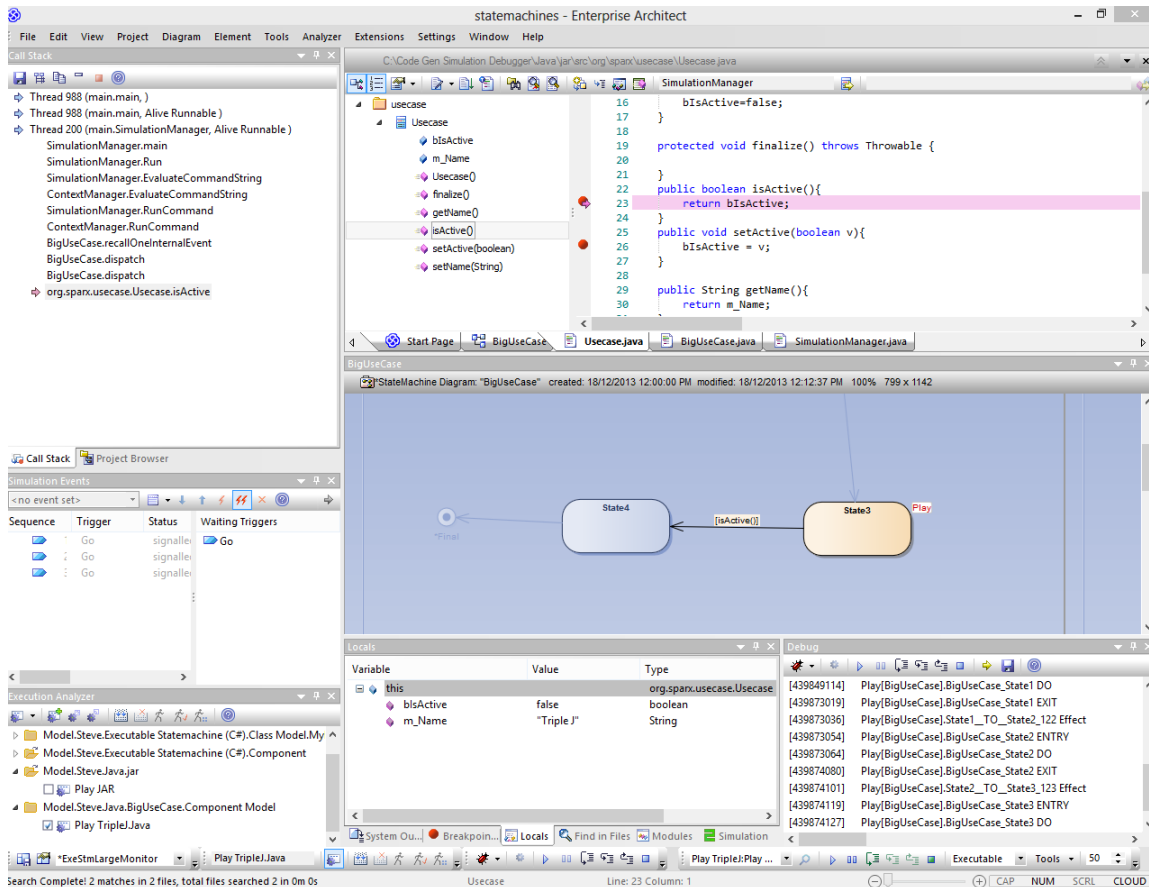 statemachines - Enterprise Architect
File Edit View Project Diagram Element Tools Analyzer Extensions Settings Window Help
Call Stack
Thread 988 (main.main, )
Thread 988 (main.main, Alive Runnable )
Thread 200 (main.SimulationManager, Alive Runnable )
SimulationManager.main
SimulationManager.Run
SimulationManager.EvaluateCommandString
ContextManager.EvaluateCommandString
SimulationManager.RunCommand
ContextManager.RunCommand
BigUseCase.recallOneInternalEvent
BigUseCase.dispatch
BigUseCase.dispatch
org.sparx.usecase.Usecase.isActive
Call Stack Project Browser
C:\Code Gen Simulation Debugger\Java\jar\src\org\sparx\usecase\Usecase.java
SimulationManager
usecase
Usecase
bIsActive
m_Name
Usecase()
finalize()
getName()
isActive()
setActive(boolean)
setName(String)
16 bIsActive=false;
17 }
18
19 protected void finalize() throws Throwable {
20
21 }
22 public boolean isActive(){
23 return bIsActive;
24 }
25 public void setActive(boolean v){
26 bIsActive = v;
27 }
28
29 public String getName(){
30 return m_Name;
Start Page BigUseCase Usecase.java BigUseCase.java SimulationManager.java
BigUseCase
*StateMachine Diagram: "BigUseCase" created: 18/12/2013 12:00:00 PM modified: 18/12/2013 12:12:37 PM 100% 799 x 1142
State4
[isActive()]
State3
Play
*Final
Simulation Events
<no event set>
Sequence Trigger Status Waiting Triggers
Go signalle Go
Go signalle
Go signalle
Execution Analyzer
Model.Steve.Executable Statemachine (C#).Class Model.My
Model.Steve.Executable Statemachine (C#).Component
Model.Steve.Java.jar
Play JAR
Model.Steve.Java.BigUseCase.Component Model
Play TripleJ.Java
Locals
Variable Value Type
this org.sparx.usecase.Usecase
bIsActive false boolean
m_Name "Triple J" String
System Ou... Breakpoin... Locals Find in Files Modules Simulation
Debug
[439849114] Play[BigUseCase].BigUseCase_State1 DO
[439873019] Play[BigUseCase].BigUseCase_State1 EXIT
[439873036] Play[BigUseCase].State1__TO__State2_122 Effect
[439873054] Play[BigUseCase].BigUseCase_State2 ENTRY
[439873064] Play[BigUseCase].BigUseCase_State2 DO
[439874080] Play[BigUseCase].BigUseCase_State2 EXIT
[439874101] Play[BigUseCase].State2__TO__State3_123 Effect
[439874119] Play[BigUseCase].BigUseCase_State3 ENTRY
[439874127] Play[BigUseCase].BigUseCase_State3 DO
*ExeStmLargeMonitor Play TripleJ.Java Play TripleJ:Play ... Executable Tools 50
Search Complete! 2 matches in 2 files, total files searched 2 in 0m 0s Usecase Line: 23 Column: 1 CAP NUM SCRL CLOUD